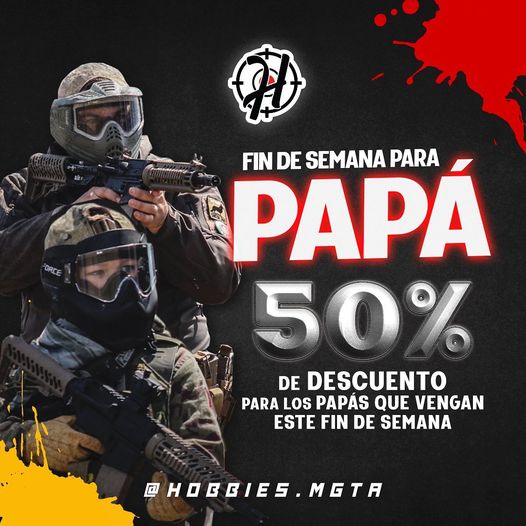 H
FIN DE SEMANA PARA
PAPÁ
50%
DE DESCUENTO
PARA LOS PAPÁS QUE VENGAN
ESTE FIN DE SEMANA
FORCE
@HOBBIES.MGTA